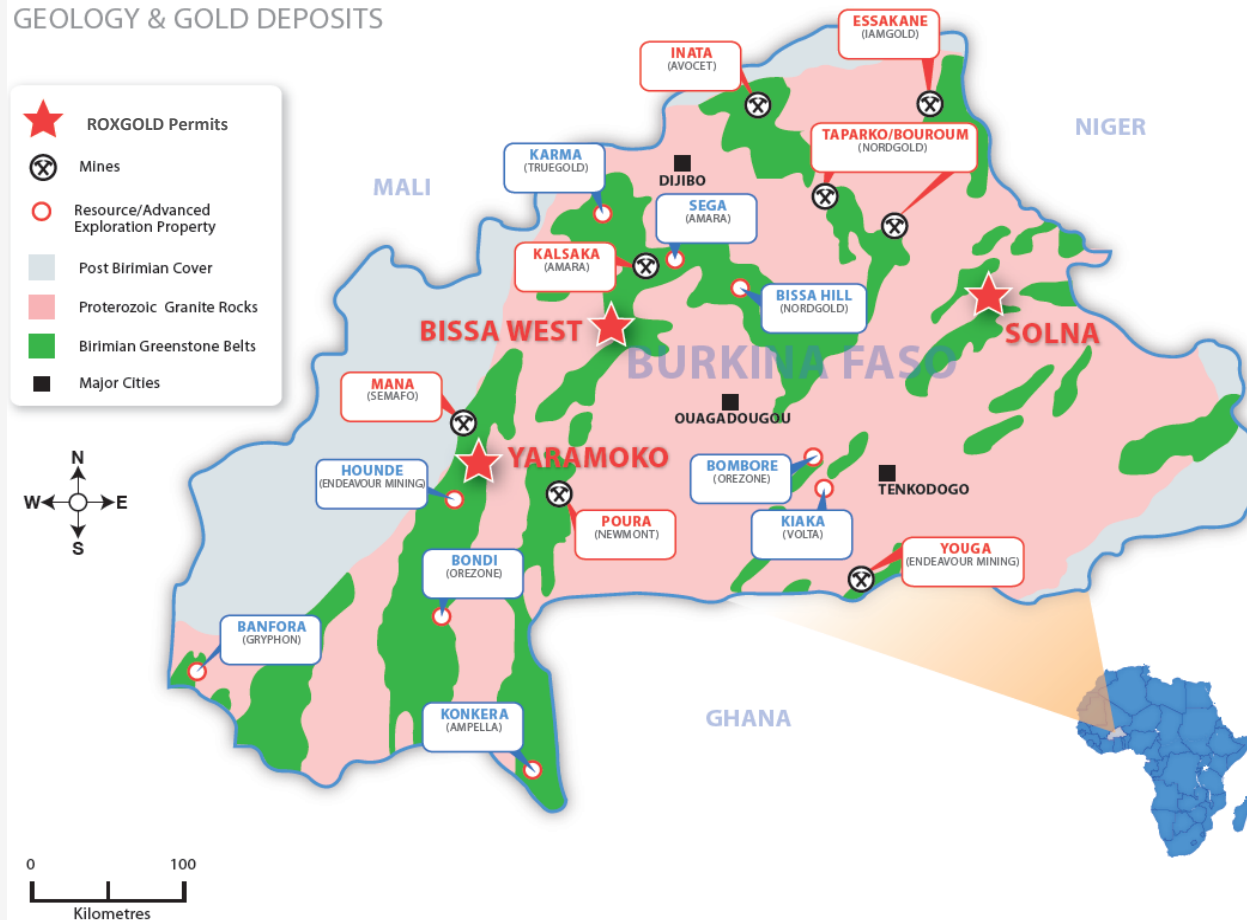 GEOLOGY & GOLD DEPOSITS
ROXGOLD Permits
Mines
Resource/Advanced
Exploration Property
Post Birimian Cover
Proterozoic Granite Rocks
Birimian Greenstone Belts
Major Cities
ESSAKANE
(IAMGOLD)
INATA
(AVOCET)
NIGER
TAPARKO/BOUROUM
(NORDGOLD)
KARMA
(TRUEGOLD)
DIJIBO
MALI
SEGA
(AMARA)
KALSAKA
(AMARA)
BISSA HILL
(NORDGOLD)
BISSA WEST
SOLNA
BURKINA FASO
MANA
(SEMAFO)
OUAGADOUGOU
YARAMOKO
HOUNDE
(ENDEAVOUR MINING)
BOMBORE
(OREZONE)
TENKODOGO
N
W
E
S
POURA
(NEWMONT)
KIAKA
(VOLTA)
YOUGA
(ENDEAVOUR MINING)
BONDI
(OREZONE)
BANFORA
(GRYPHON)
KONKERA
(AMPELLA)
GHANA
0 100
Kilometres